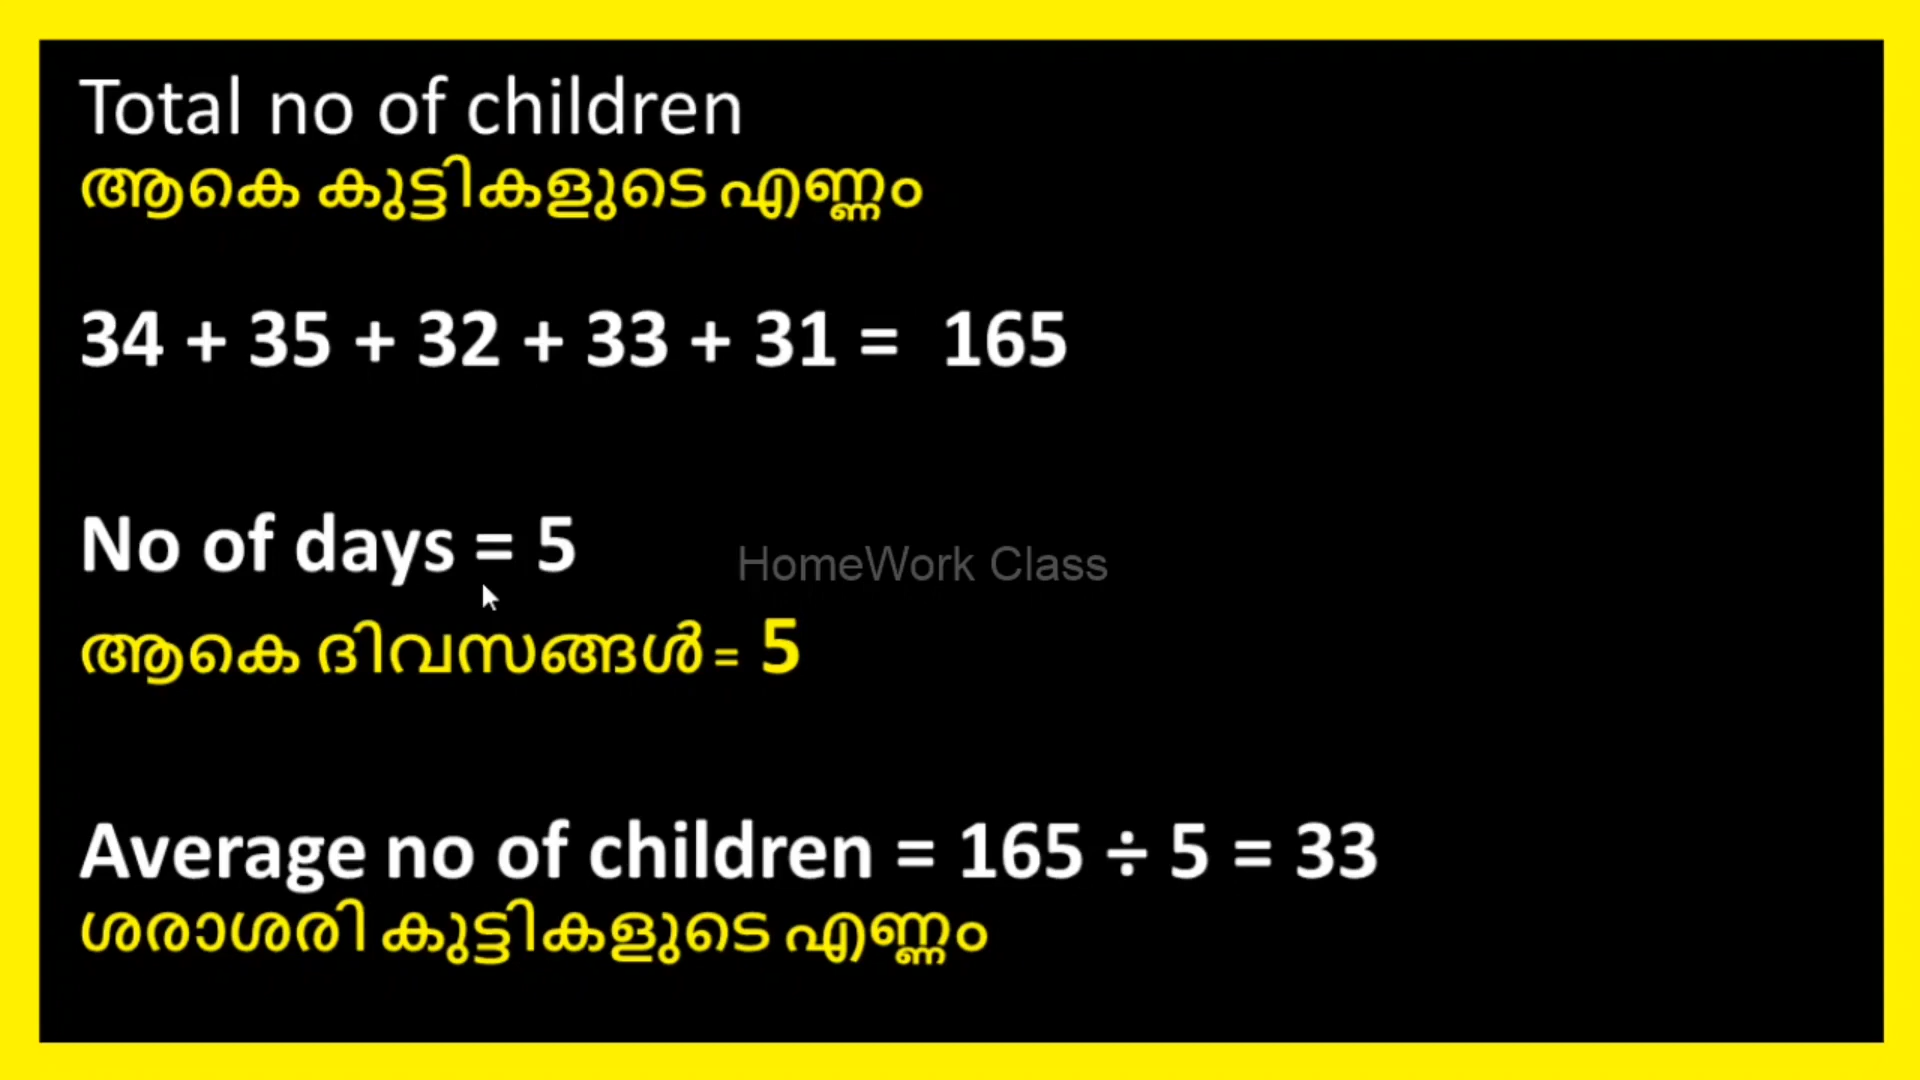 Total no of children
ആകെ കുട്ടികളുടെ എണ്ണം
34 + 35 + 32 + 33 + 31 = 165
No of days = 5
HomeWork Class
ആകെ ദിവസങ്ങൾ = 5
Average no of children = 165 ÷ 5 = 33
ശരാശരി കുട്ടികളുടെ എണ്ണം